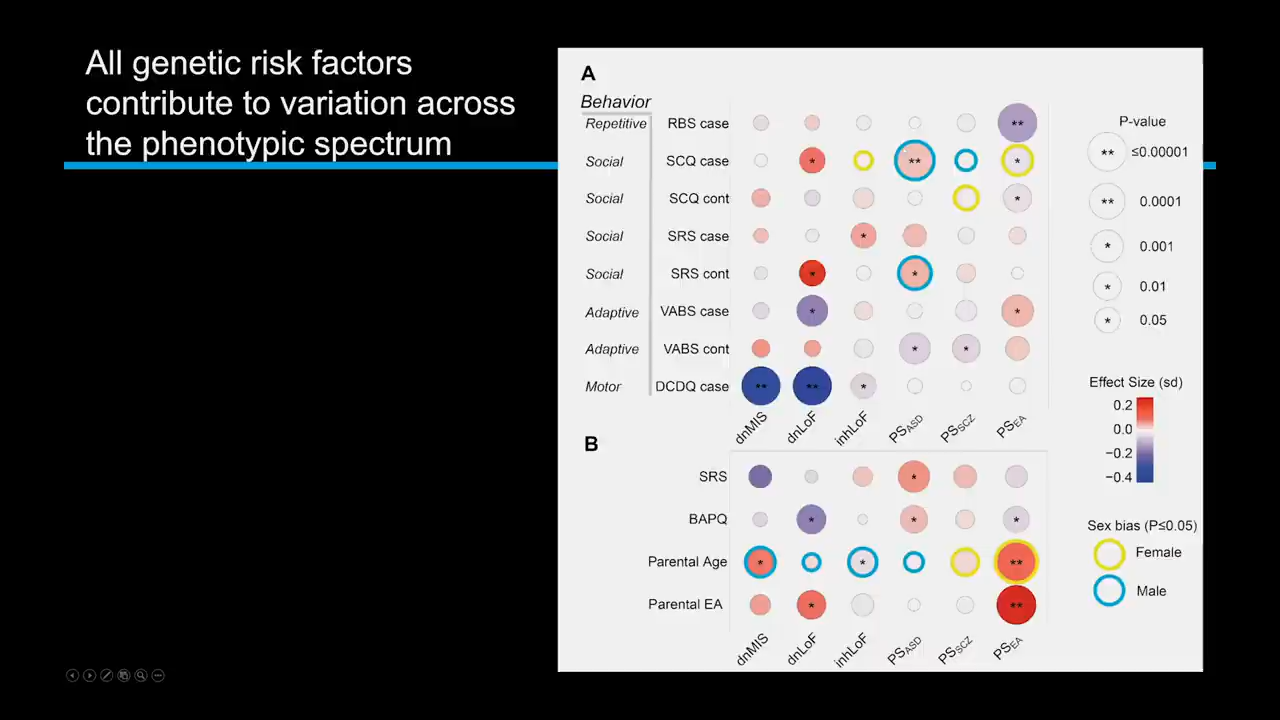 All genetic risk factors
contribute to variation across
the phenotypic spectrum
A
Behavior
Repetitive RBS case **
Social SCQ case * ** *
Social SCQ cont *
Social SRS case *
Social SRS cont * *
Adaptive VABS case * *
Adaptive VABS cont * *
Motor DCDQ case ** ** *
dnMIS dnLoF inhLoF PSASD PSSCZ PSEA
B
SRS *
BAPQ * * *
Parental Age * * **
Parental EA * **
dnMIS dnLoF inhLoF PSASD PSSCZ PSEA
P-value
** ≤0.00001
** 0.0001
* 0.001
* 0.01
* 0.05
Effect Size (sd)
0.2
0.0
−0.2
−0.4
Sex bias (P≤0.05)
Female
Male